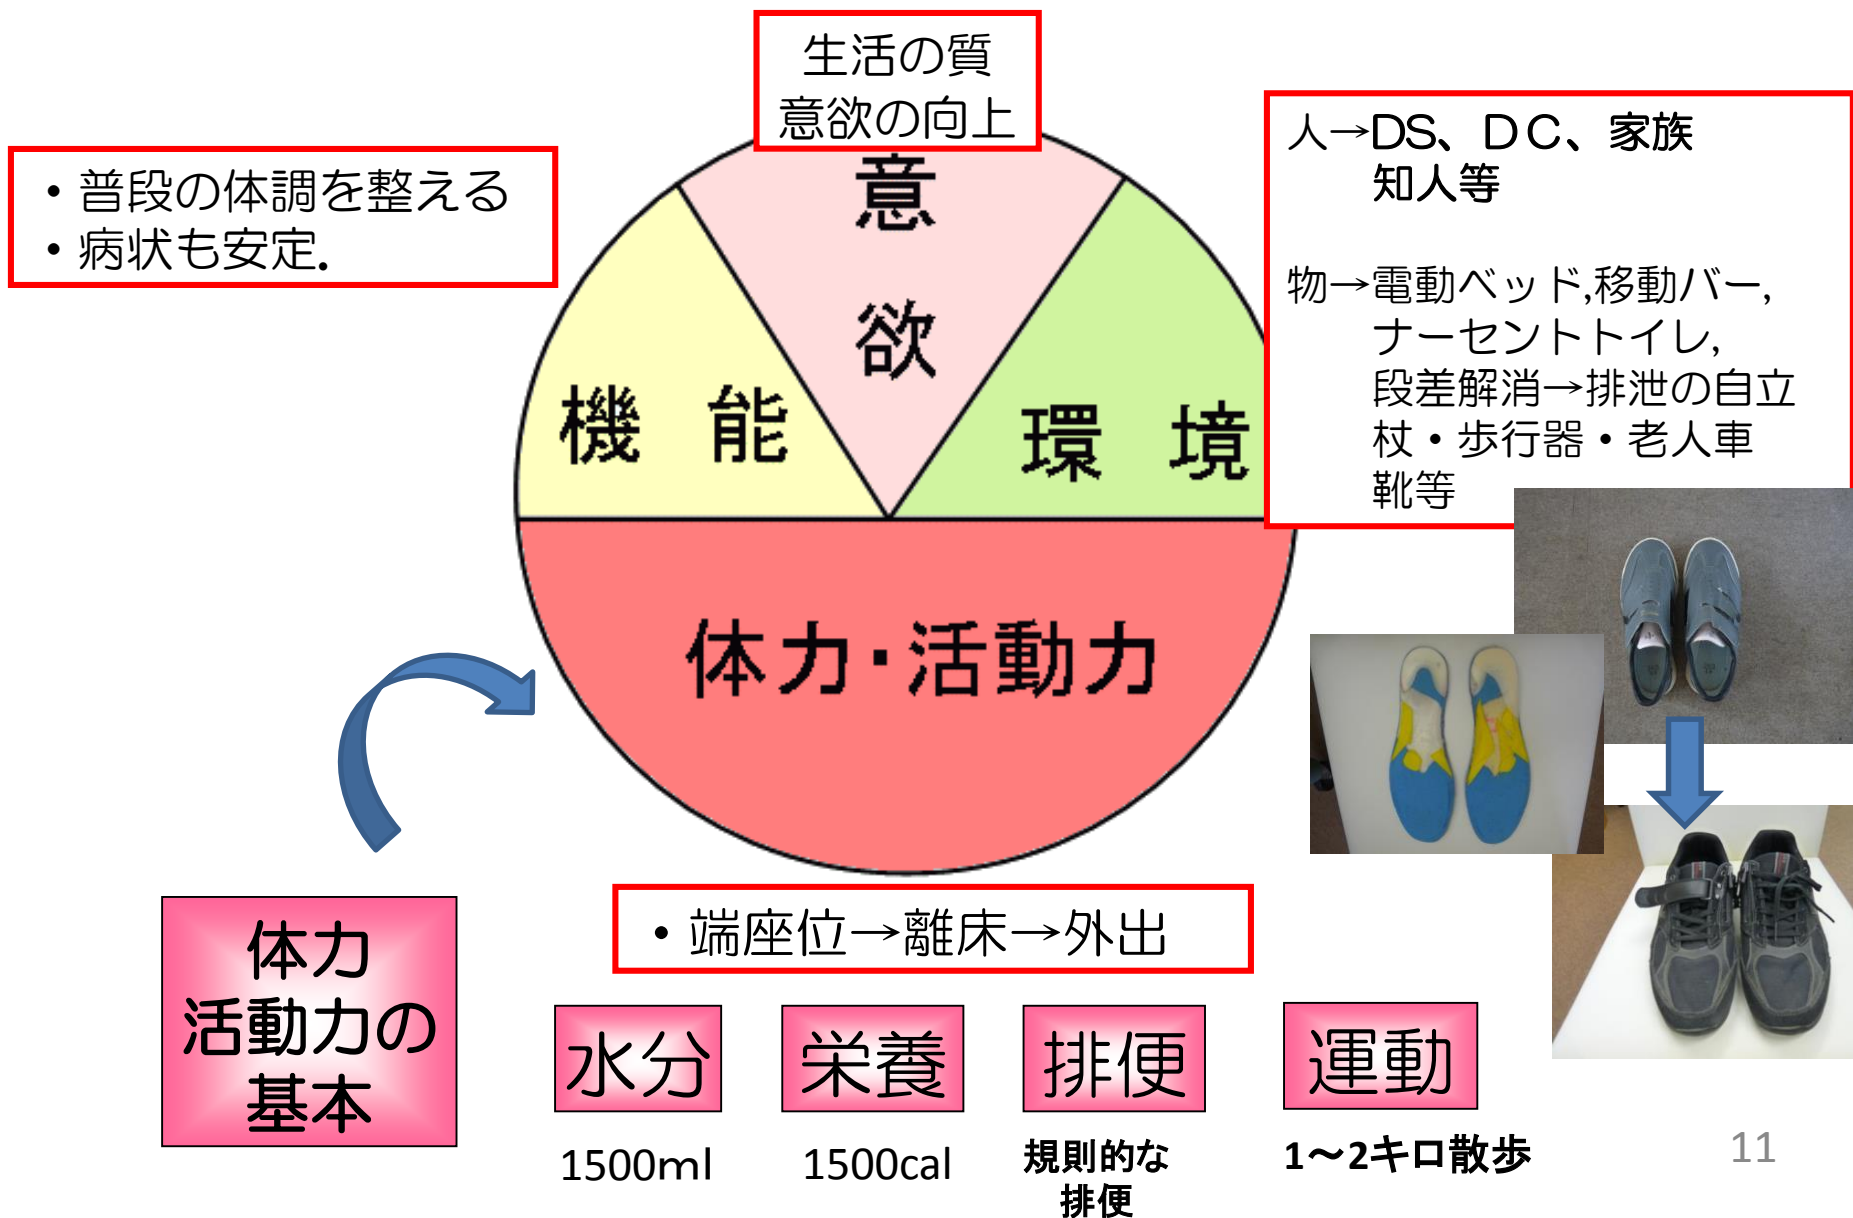 生活の質
意欲の向上
・普段の体調を整える
・病状も安定.
人→DS、ＤＣ、家族
知人等
物→電動ベッド,移動バー,
ナーセントトイレ,
段差解消→排泄の自立
杖・歩行器・老人車
靴等
意
欲
機 能
環 境
体力・活動力
・端座位→離床→外出
体力
活動力の
基本
水分
栄養
排便
運動
1500ml
1500cal
規則的な
排便
1～2キロ散歩
11